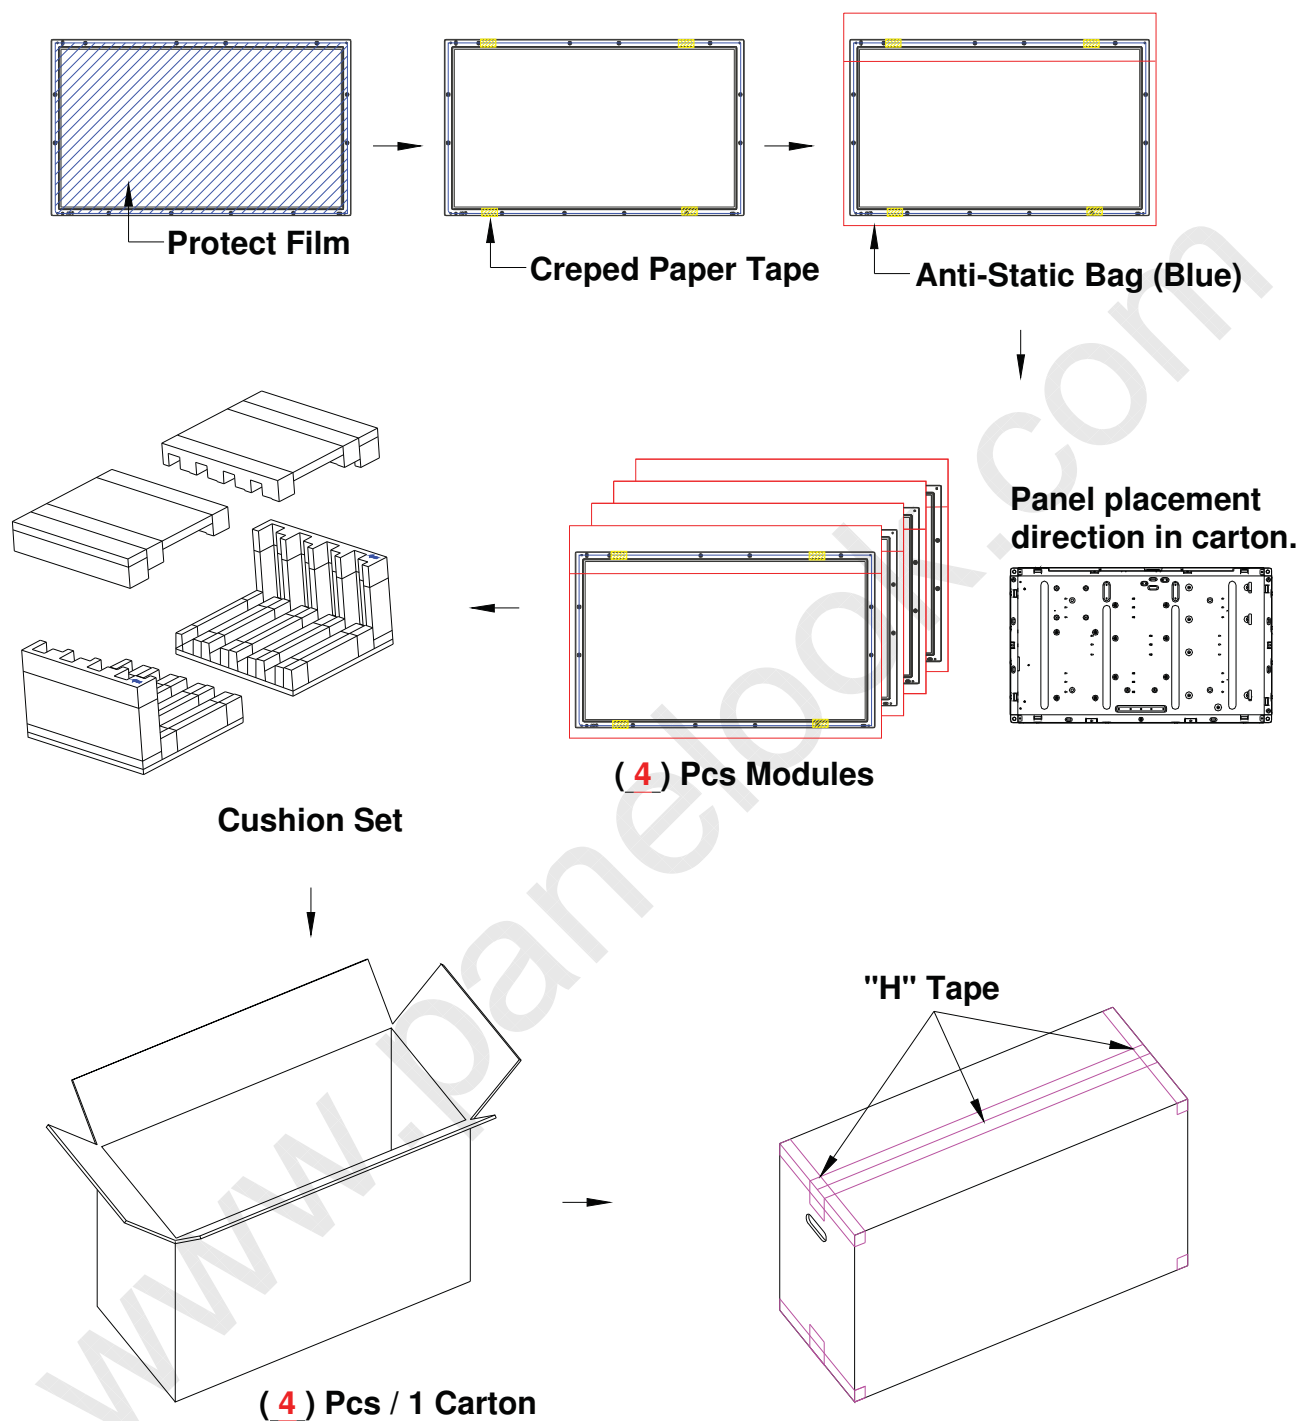 Protect Film
Creped Paper Tape
Anti-Static Bag (Blue)
Panel placement
direction in carton.
( 4 ) Pcs Modules
Cushion Set
"H" Tape
( 4 ) Pcs / 1 Carton
www.panelook.com